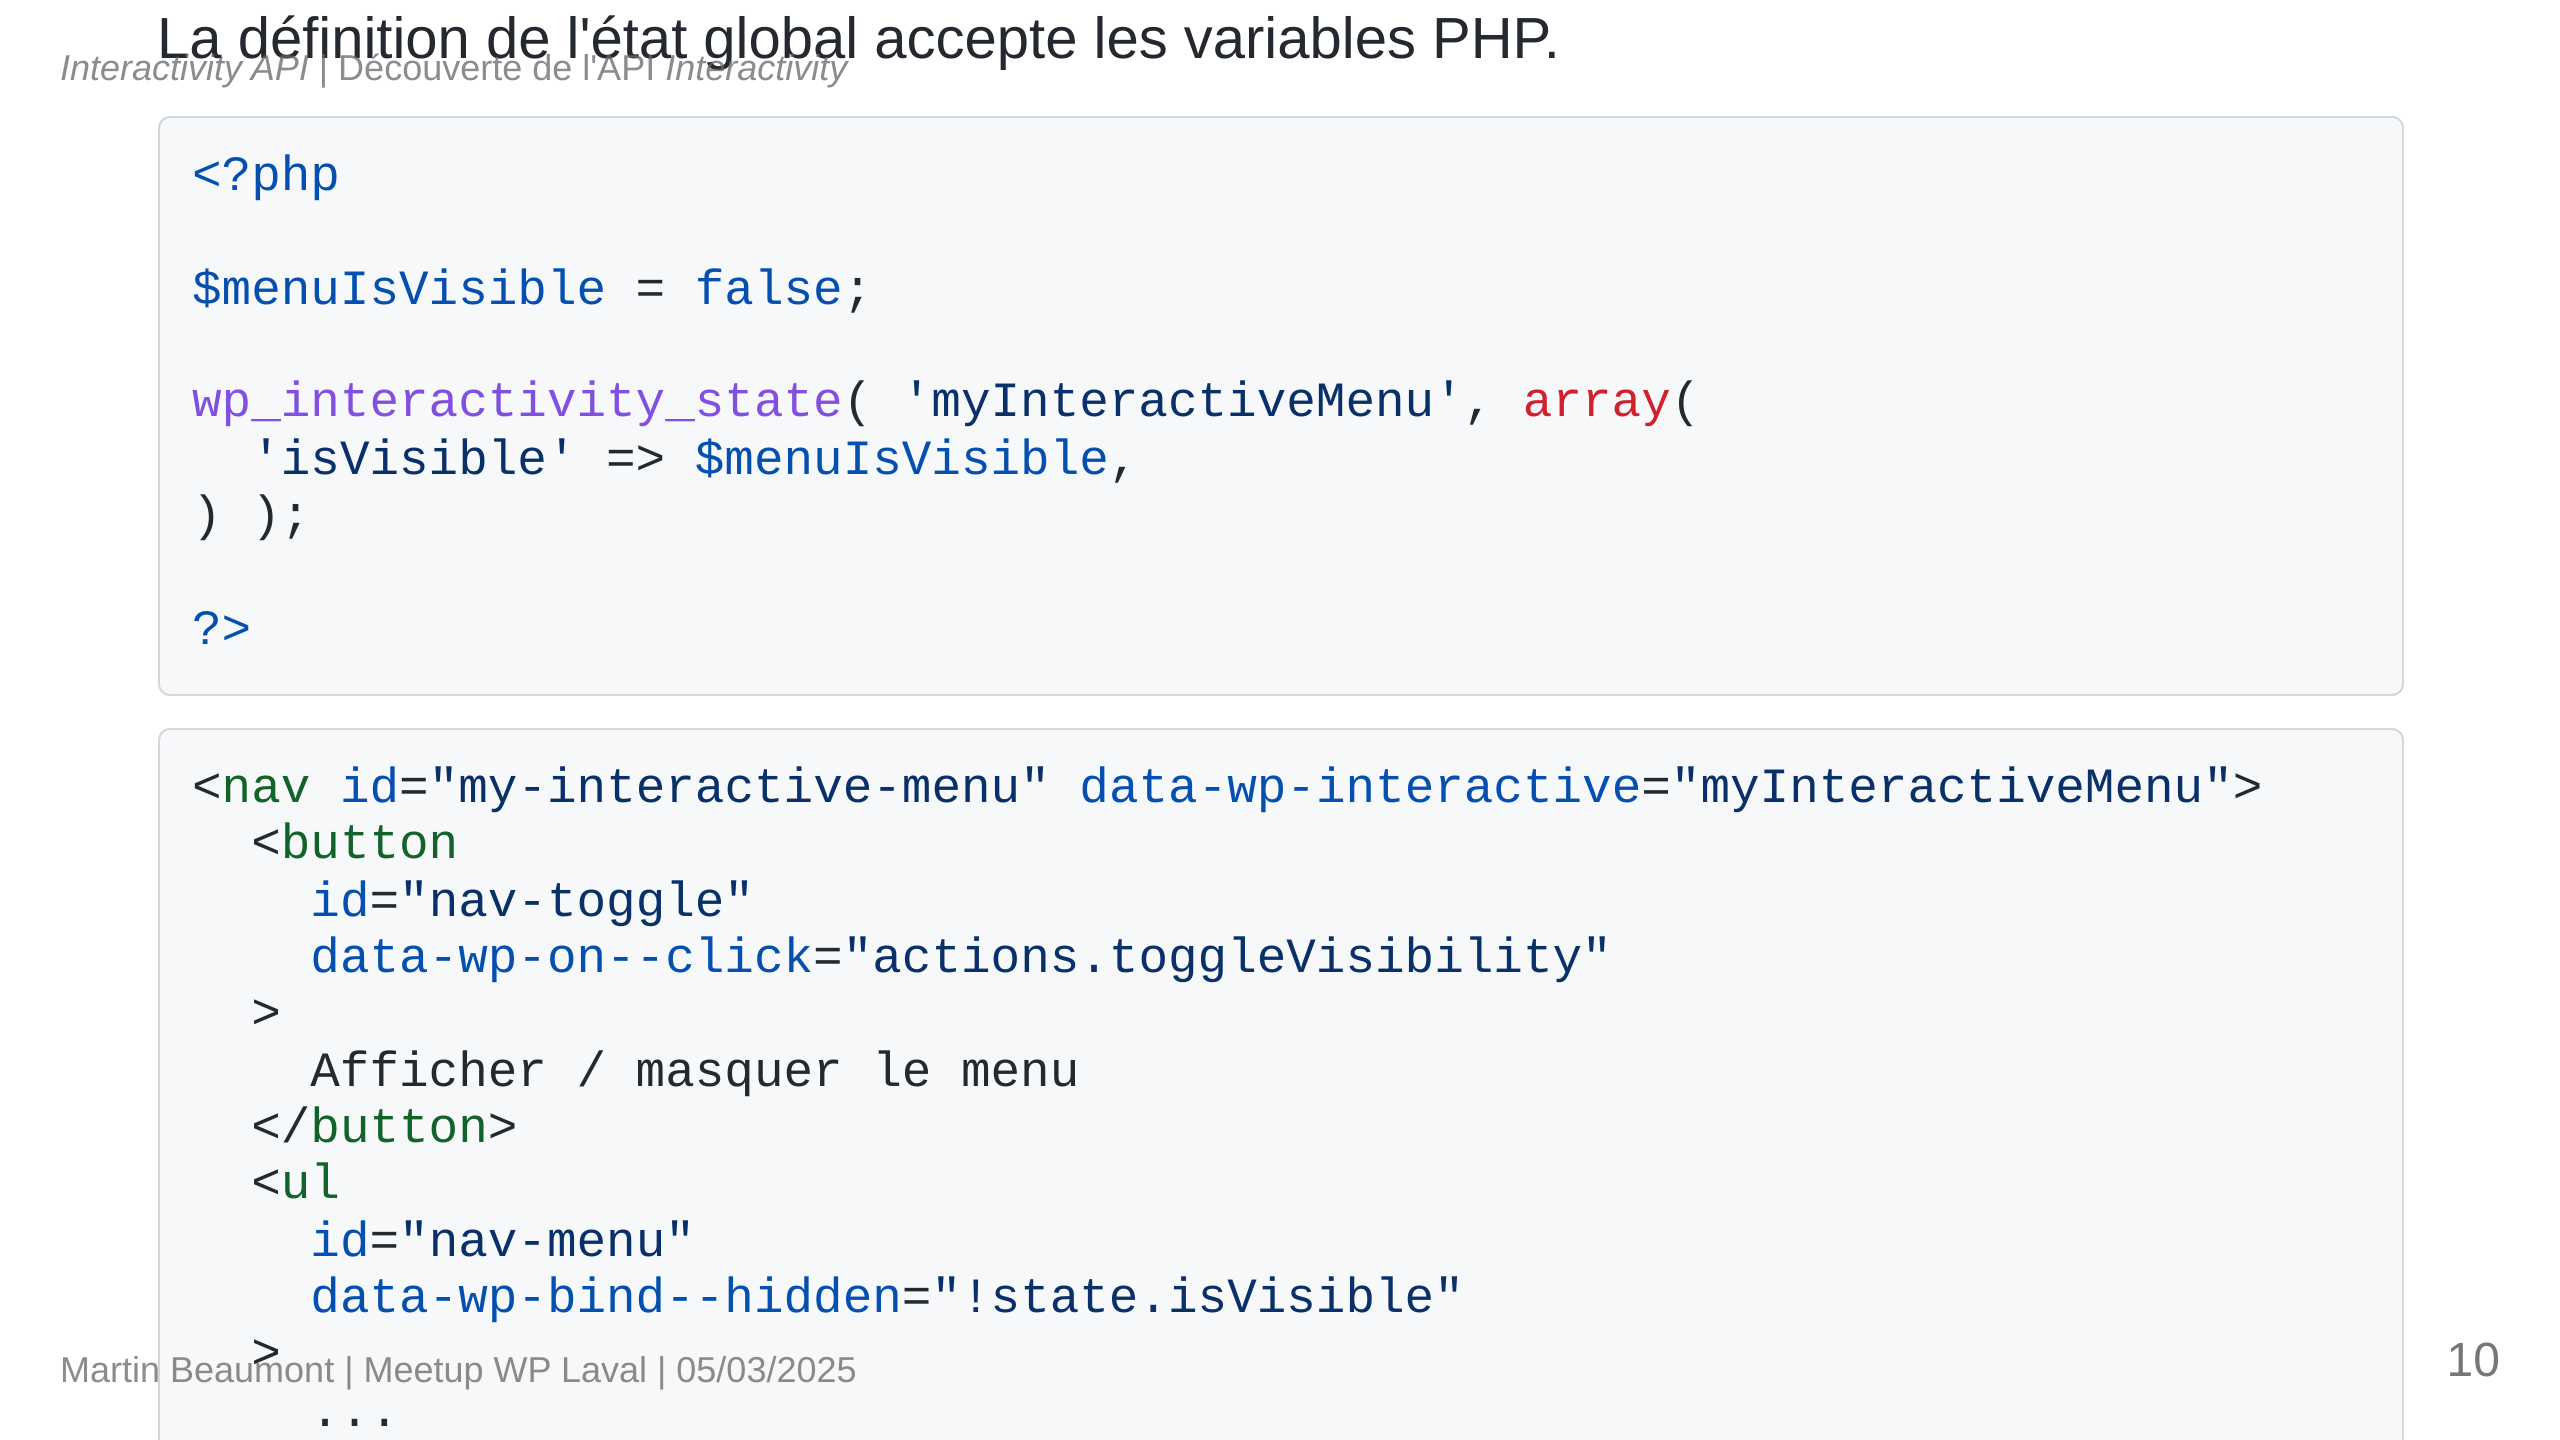 La définition de l'état global accepte les variables PHP.
Interactivity API | Découverte de l'API Interactivity
<?php
$menuIsVisible = false;
wp_interactivity_state( 'myInteractiveMenu', array(
  'isVisible' => $menuIsVisible,
) );
?>
<nav id="my-interactive-menu" data-wp-interactive="myInteractiveMenu">
  <button
    id="nav-toggle"
    data-wp-on--click="actions.toggleVisibility"
  >
    Afficher / masquer le menu
  </button>
  <ul
    id="nav-menu"
    data-wp-bind--hidden="!state.isVisible"
  >
Martin Beaumont | Meetup WP Laval | 05/03/2025
10
    ...